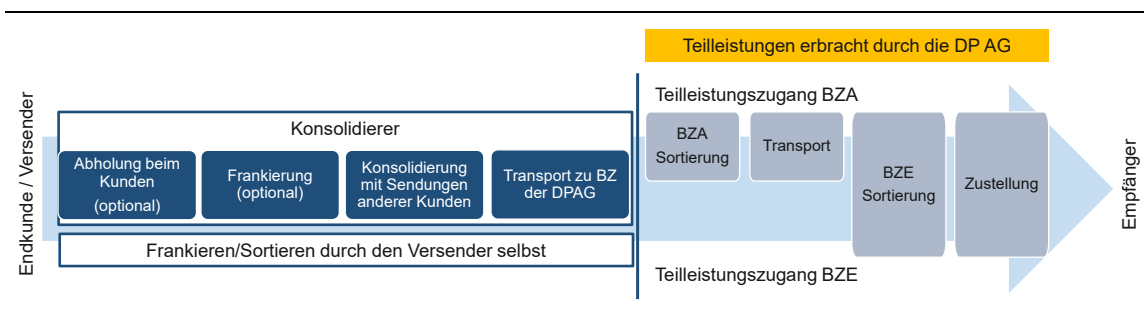 Teilleistungen erbracht durch die DP AG
Endkunde / Versender
Teilleistungszugang BZA
Konsolidierer
Abholung beim
Kunden
(optional)
Frankierung
(optional)
Konsolidierung
mit Sendungen
anderer Kunden
Transport zu BZ
der DPAG
BZA
Sortierung
Transport
BZE
Sortierung
Zustellung
Empfänger
Frankieren/Sortieren durch den Versender selbst
Teilleistungszugang BZE